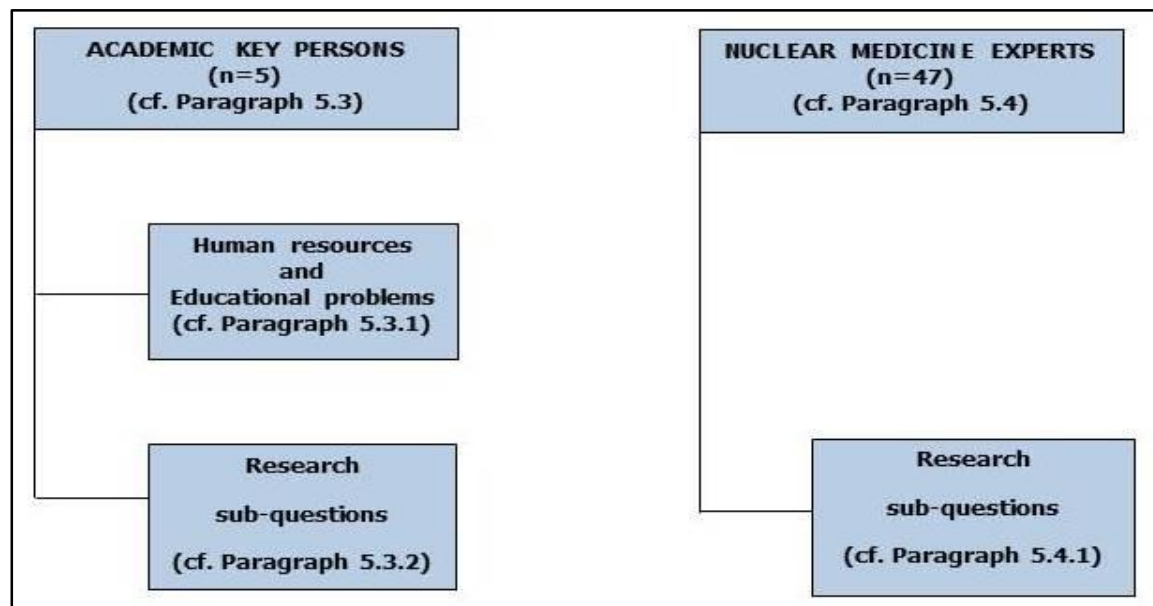 ACADEMIC KEY PERSONS
(n=5)
(cf. Paragraph 5.3)
Human resources
and
Educational problems
(cf. Paragraph 5.3.1)
Research
sub-questions
(cf. Paragraph 5.3.2)
NUCLEAR MEDICINE EXPERTS
(n=47)
(cf. Paragraph 5.4)
Research
sub-questions
(cf. Paragraph 5.4.1)